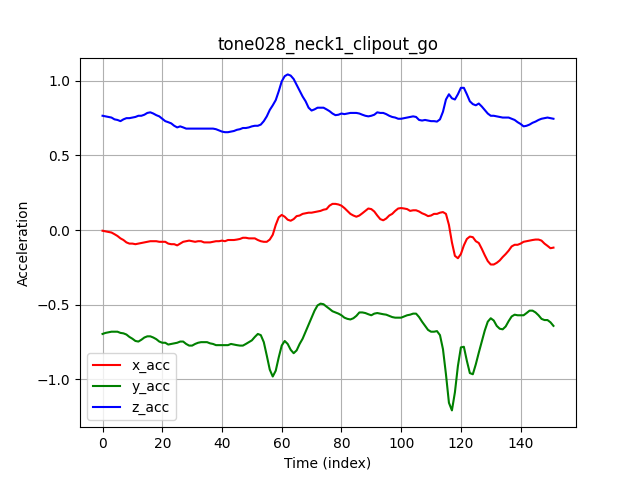 tone028_neck1_clipout_go
1.0
0.5
0.0
−0.5
−1.0
Acceleration
x_acc
y_acc
z_acc
0 20 40 60 80 100 120 140
Time (index)